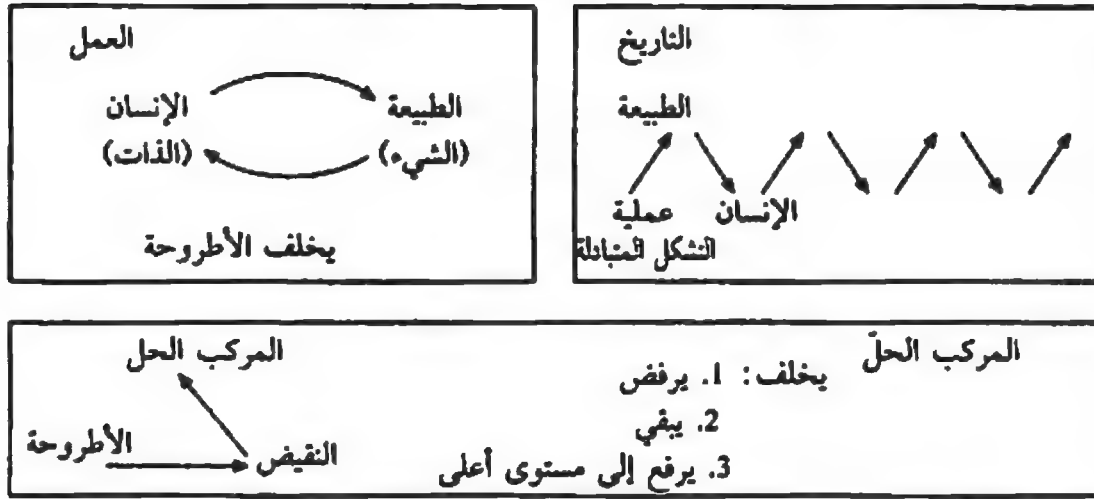 العمل
الإنسان الطبيعة
(الذات) (الشيء)
يخلف الأطروحة
التاريخ
الطبيعة
عملية الإنسان
التشكل المتبادلة
المركب الحلّ
يخلف: 1. يرفض
2. يبقي
3. يرفع إلى مستوى أعلى
المركب الحل
الأطروحة
النقيض